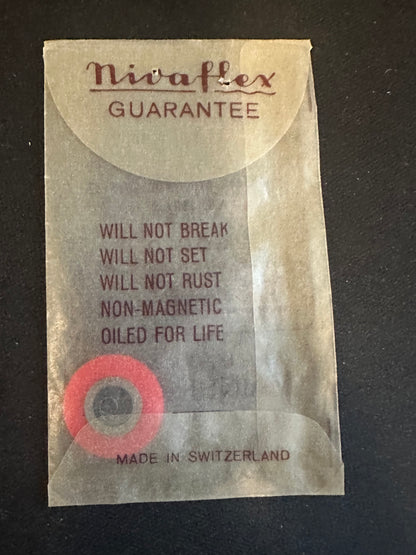 Nivaflex
GUARANTEE
WILL NOT BREAK
WILL NOT SET
WILL NOT RUST
NON-MAGNETIC
OILED FOR LIFE
MADE IN SWITZERLAND